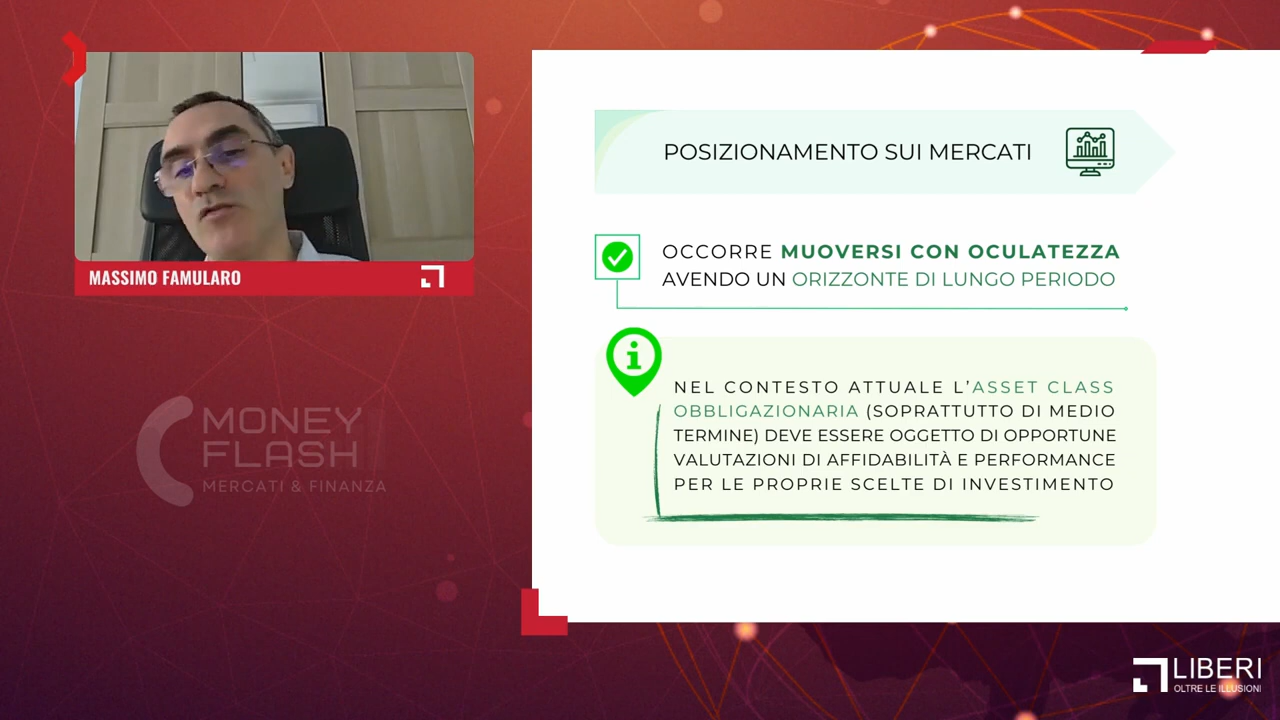 MASSIMO FAMULARO
MONEY
FLASH
MERCATI & FINANZA
POSIZIONAMENTO SUI MERCATI
OCCORRE MUOVERSI CON OCULATEZZA
AVENDO UN ORIZZONTE DI LUNGO PERIODO
NEL CONTESTO ATTUALE L'ASSET CLASS
OBBLIGAZIONARIA (SOPRATTUTTO DI MEDIO
TERMINE) DEVE ESSERE OGGETTO DI OPPORTUNE
VALUTAZIONI DI AFFIDABILITÀ E PERFORMANCE
PER LE PROPRIE SCELTE DI INVESTIMENTO
LIBERI
OLTRE LE ILLUSIONI